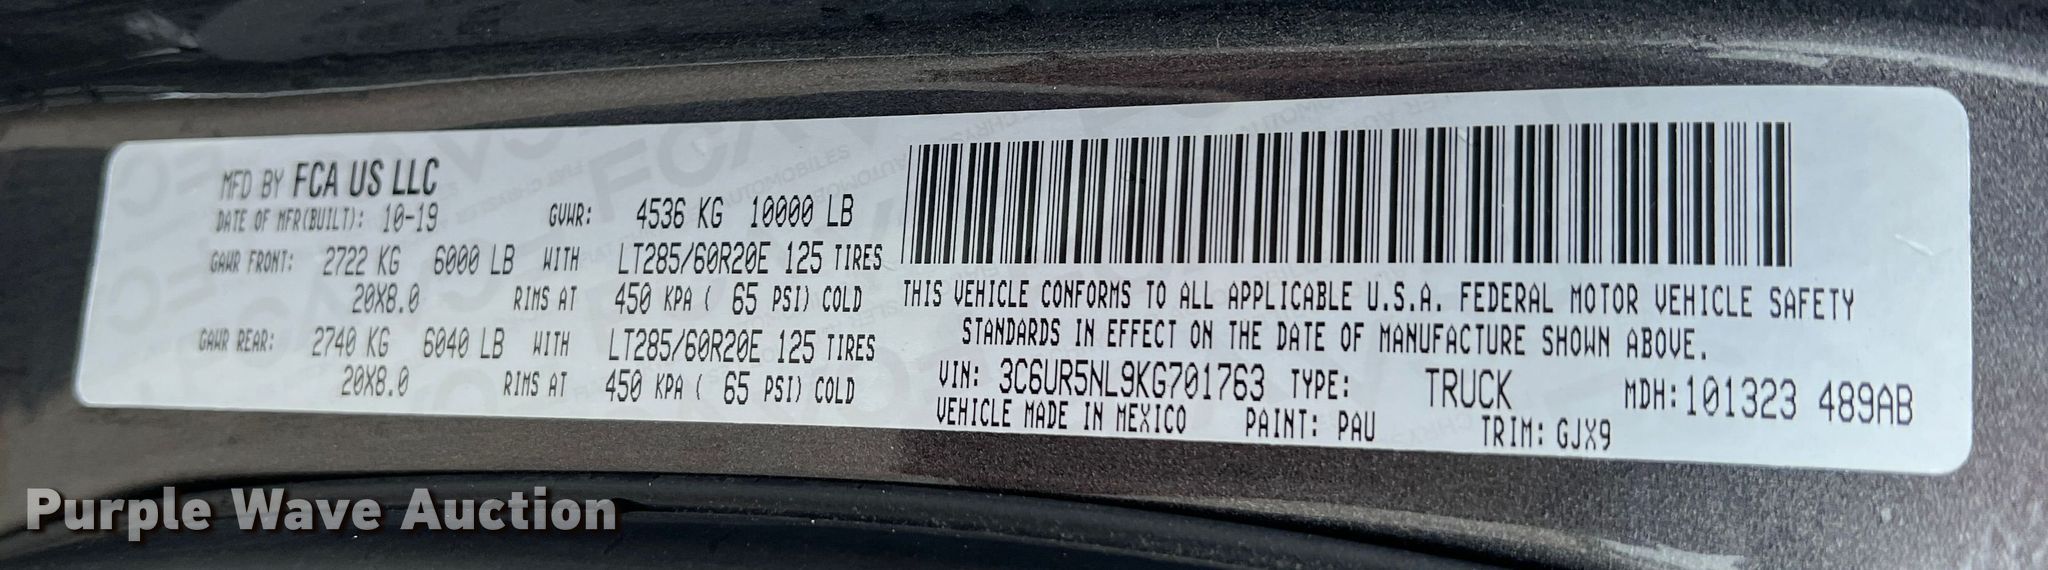 MFD BY FCA US LLC
DATE OF MFR(BUILT): 10-19 GVWR: 4536 KG 10000 LB
GAWR FRONT: 2722 KG 6000 LB WITH LT285/60R20E 125 TIRES
20X8.0 RIMS AT 450 KPA ( 65 PSI) COLD
GAWR REAR: 2740 KG 6040 LB WITH LT285/60R20E 125 TIRES
20X8.0 RIMS AT 450 KPA ( 65 PSI) COLD
THIS VEHICLE CONFORMS TO ALL APPLICABLE U.S.A. FEDERAL MOTOR VEHICLE SAFETY
STANDARDS IN EFFECT ON THE DATE OF MANUFACTURE SHOWN ABOVE.
VIN: 3C6UR5NL9KG701763 TYPE: TRUCK MDH: 101323 489AB
VEHICLE MADE IN MEXICO PAINT: PAU TRIM: GJX9
Purple Wave Auction